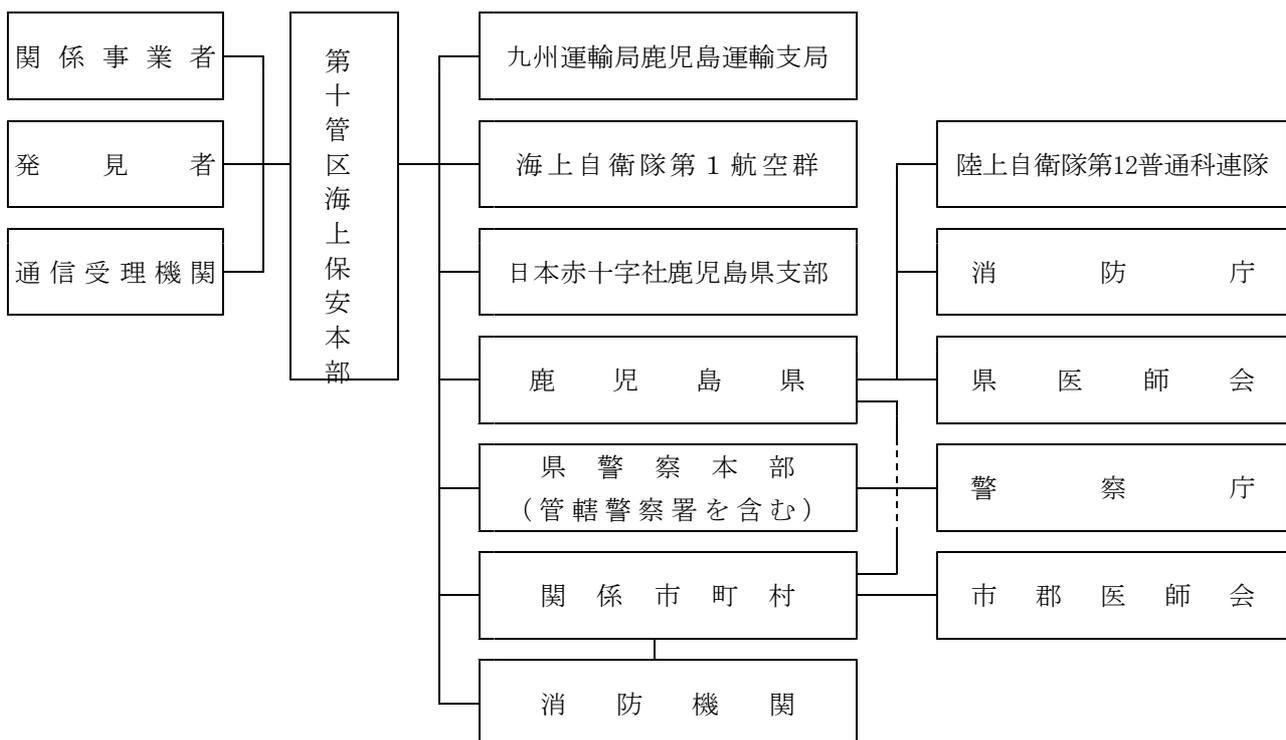 関係事業者
発見者
通信受理機関
第十管区海上保安本部
九州運輸局鹿児島運輸支局
海上自衛隊第1航空群
日本赤十字社鹿児島県支部
鹿児島県
県警察本部
(管轄警察署を含む)
関係市町村
消防機関
陸上自衛隊第12普通科連隊
消防庁
県医師会
警察庁
市郡医師会